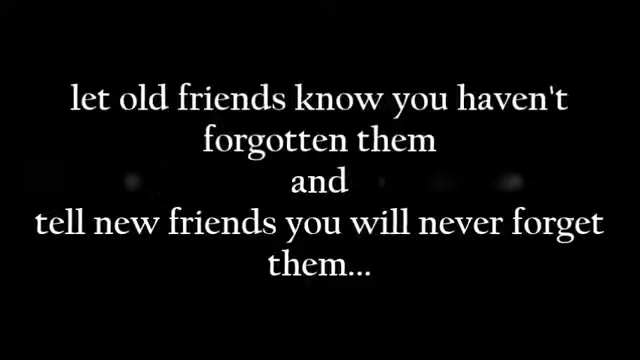 let old friends know you haven't
forgotten them
and
tell new friends you will never forget
them...